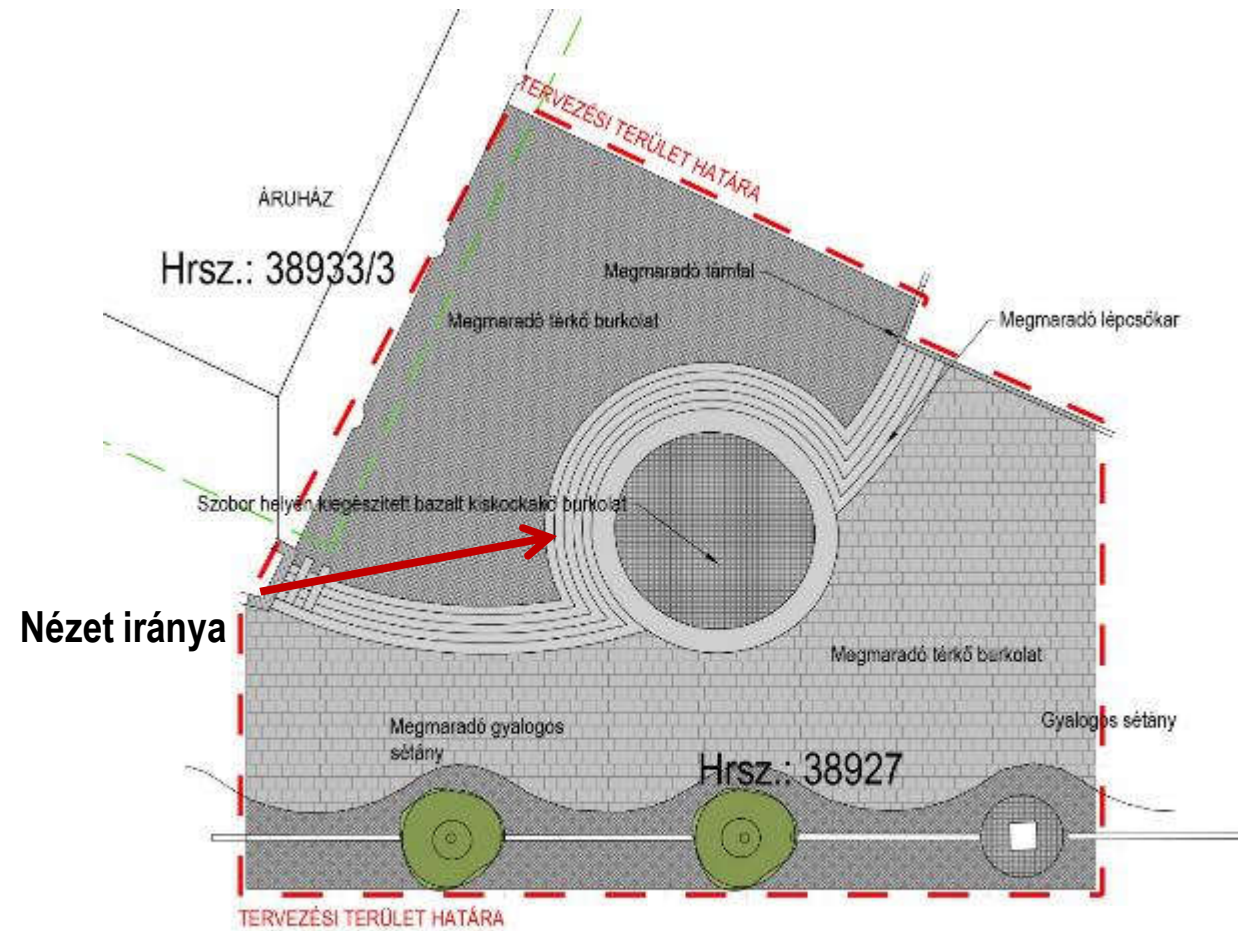 TERVEZÉSI TERÜLET HATÁRA
ÁRUHÁZ
Hrsz.: 38933/3
Megmaradó támfal
Megmaradó térkő burkolat
Megmaradó lépcsőkar
Szobor helyén kiegészített bazalt kiskockakő burkolat
Nézet iránya
Megmaradó térkő burkolat
Megmaradó gyalogos
sétány
Gyalogos sétány
Hrsz.: 38927
TERVEZÉSI TERÜLET HATÁRA